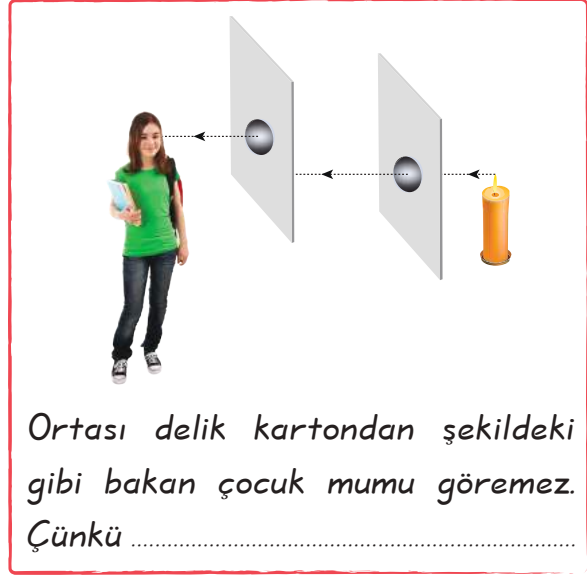 Ortası delik kartondan şekildeki
gibi bakan çocuk mumu göremez.
Çünkü ..........................................................................